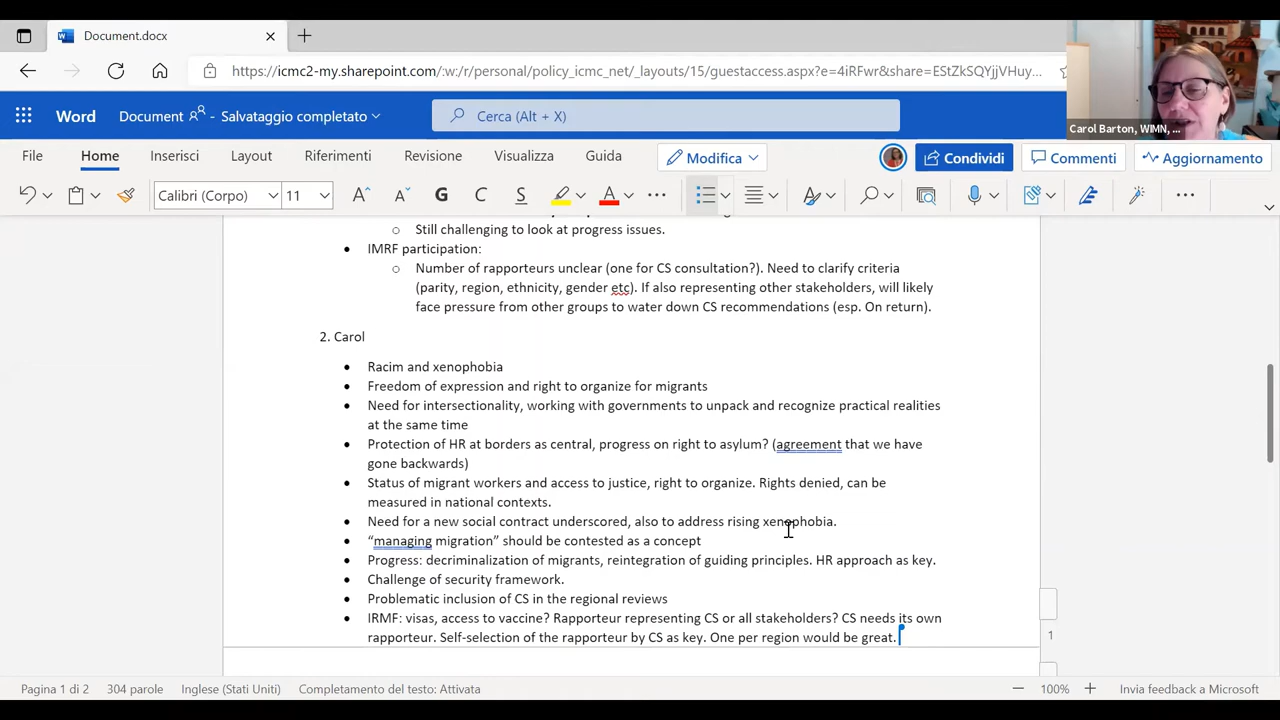 Document.docx
https://icmc2-my.sharepoint.com/:w:/r/personal/policy_icmc_net/_layouts/15/guestaccess.aspx?e=4iRFwr&share=EStZkSQYjjVHuy...
Word Document - Salvataggio completato
Cerca (Alt + X)
Carol Barton, WIMN, ...
File Home Inserisci Layout Riferimenti Revisione Visualizza Guida Modifica Condividi Commenti Aggiornamento
Calibri (Corpo) 11 G C S A
o Still challenging to look at progress issues.
• IMRF participation:
o Number of rapporteurs unclear (one for CS consultation?). Need to clarify criteria
(parity, region, ethnicity, gender etc). If also representing other stakeholders, will likely
face pressure from other groups to water down CS recommendations (esp. On return).
2. Carol
• Racim and xenophobia
• Freedom of expression and right to organize for migrants
• Need for intersectionality, working with governments to unpack and recognize practical realities
at the same time
• Protection of HR at borders as central, progress on right to asylum? (agreement that we have
gone backwards)
• Status of migrant workers and access to justice, right to organize. Rights denied, can be
measured in national contexts.
• Need for a new social contract underscored, also to address rising xenophobia.
• “managing migration” should be contested as a concept
• Progress: decriminalization of migrants, reintegration of guiding principles. HR approach as key.
• Challenge of security framework.
• Problematic inclusion of CS in the regional reviews
• IRMF: visas, access to vaccine? Rapporteur representing CS or all stakeholders? CS needs its own
rapporteur. Self-selection of the rapporteur by CS as key. One per region would be great.
1
Pagina 1 di 2 304 parole Inglese (Stati Uniti) Completamento del testo: Attivata 100% Invia feedback a Microsoft